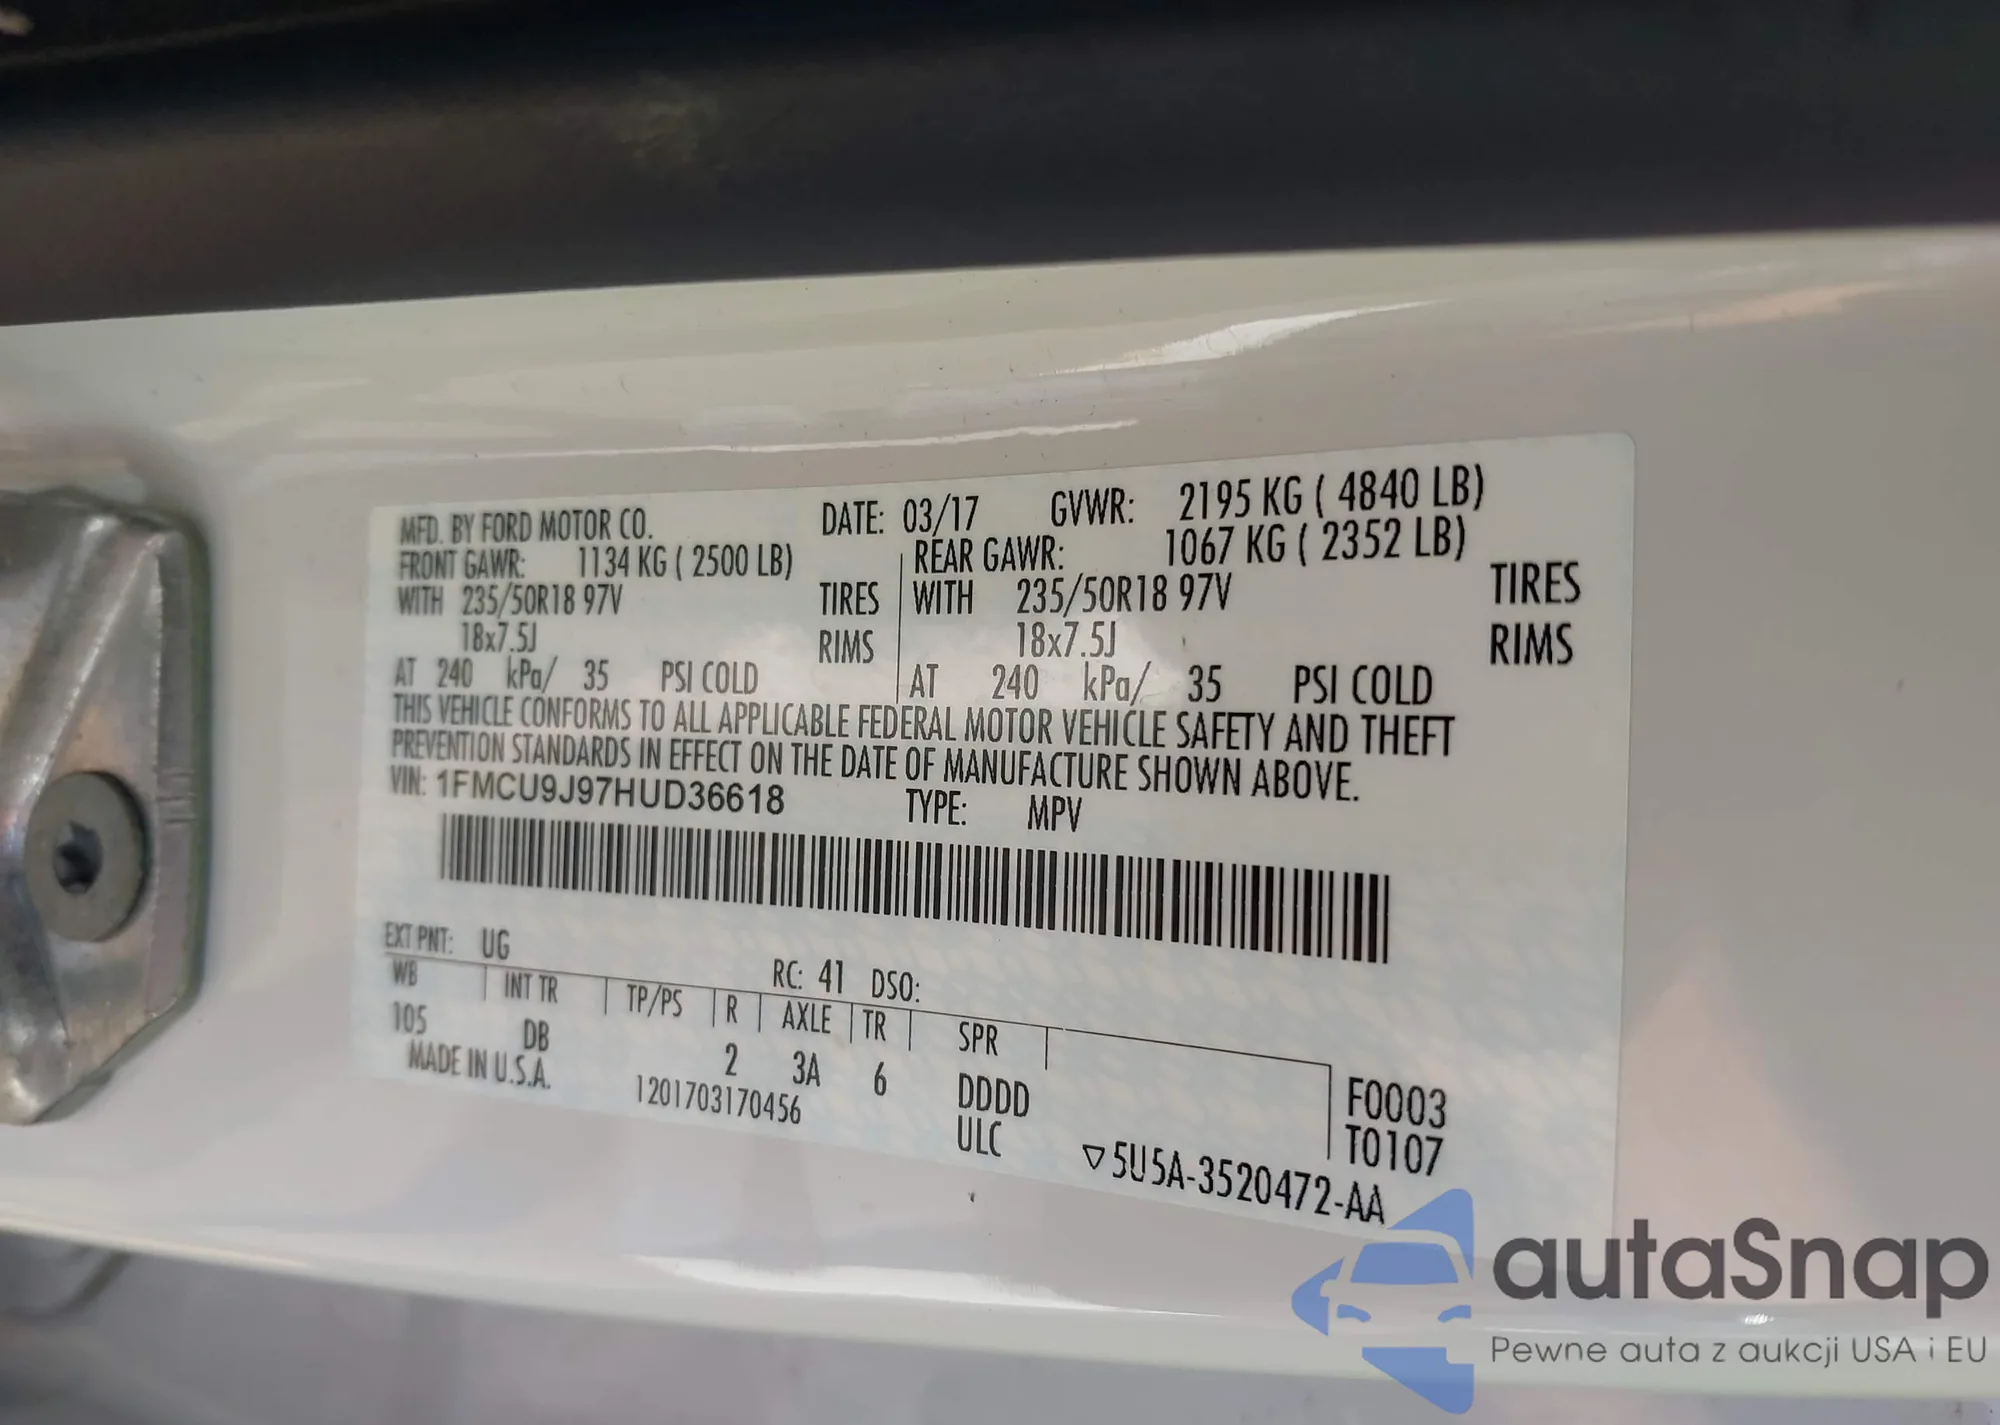 MFD. BY FORD MOTOR CO. DATE: 03/17 GVWR: 2195 KG ( 4840 LB)
FRONT GAWR: 1134 KG ( 2500 LB) REAR GAWR: 1067 KG ( 2352 LB)
WITH 235/50R18 97V TIRES WITH 235/50R18 97V TIRES
18x7.5J RIMS 18x7.5J RIMS
AT 240 kPa/ 35 PSI COLD AT 240 kPa/ 35 PSI COLD
THIS VEHICLE CONFORMS TO ALL APPLICABLE FEDERAL MOTOR VEHICLE SAFETY AND THEFT
PREVENTION STANDARDS IN EFFECT ON THE DATE OF MANUFACTURE SHOWN ABOVE.
VIN: 1FMCU9J97HUD36618 TYPE: MPV
EXT PNT: UG RC: 41 DSO:
WB INT TR TP/PS R AXLE TR SPR
105 DB 2 3A 6 DDDD F0003
MADE IN U.S.A. 1201703170456 ULC T0107
▽5U5A-3520472-AA
autaSnap
Pewne auta z aukcji USA i EU